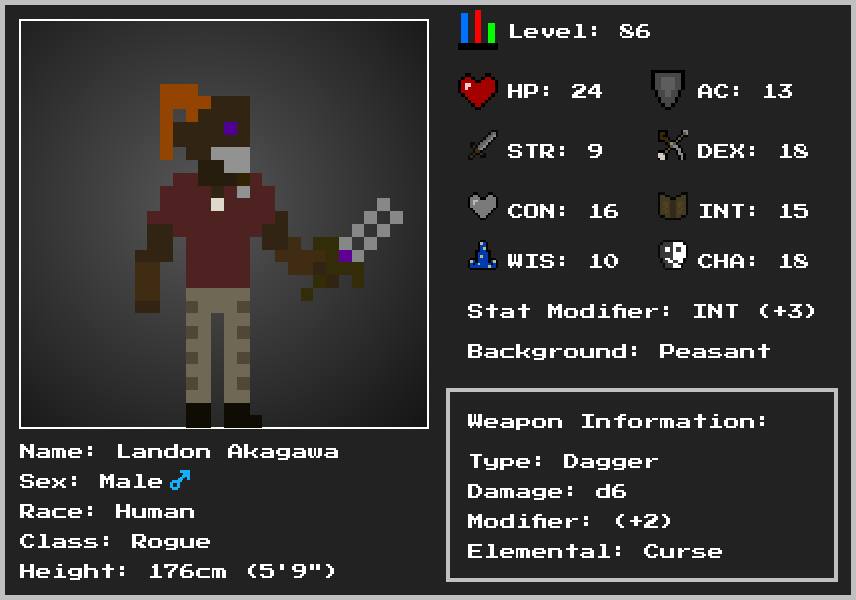 Level: 86
HP: 24 AC: 13
STR: 9 DEX: 18
CON: 16 INT: 15
WIS: 10 CHA: 18
Stat Modifier: INT (+3)
Background: Peasant
Weapon Information:
Type: Dagger
Damage: d6
Modifier: (+2)
Elemental: Curse
Name: Landon Akagawa
Sex: Male♂
Race: Human
Class: Rogue
Height: 176cm (5'9")